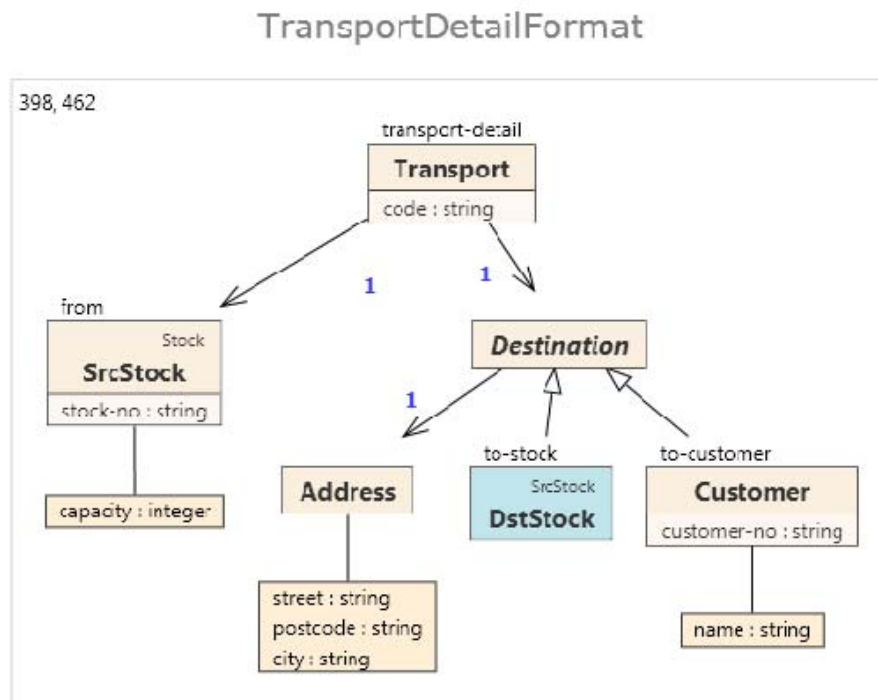 TransportDetailFormat
398, 462
transport-detail
Transport
code : string
1
1
from
Stock
SrcStock
stock-no : string
capacity : integer
Destination
1
Address
street : string
postcode : string
city : string
to-stock
SrcStock
DstStock
to-customer
Customer
customer-no : string
name : string